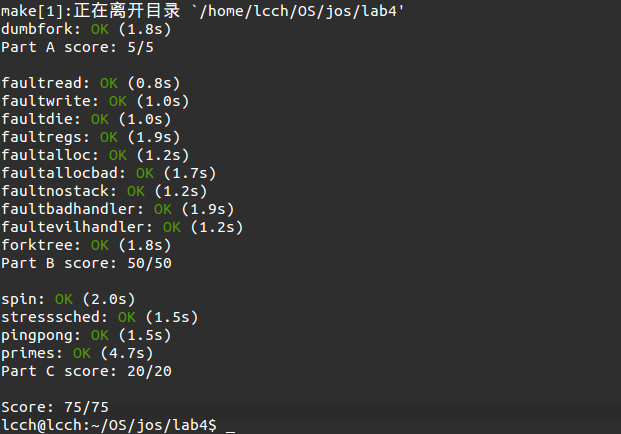 make[1]:正在离开目录 `/home/lcch/OS/jos/lab4'
dumbfork: OK (1.8s)
Part A score: 5/5
faultread: OK (0.8s)
faultwrite: OK (1.0s)
faultdie: OK (1.0s)
faultregs: OK (1.9s)
faultalloc: OK (1.2s)
faultallocbad: OK (1.7s)
faultnostack: OK (1.2s)
faultbadhandler: OK (1.9s)
faultevilhandler: OK (1.2s)
forktree: OK (1.8s)
Part B score: 50/50
spin: OK (2.0s)
stresssched: OK (1.5s)
pingpong: OK (1.5s)
primes: OK (4.7s)
Part C score: 20/20
Score: 75/75
lcch@lcch:~/OS/jos/lab4$ _